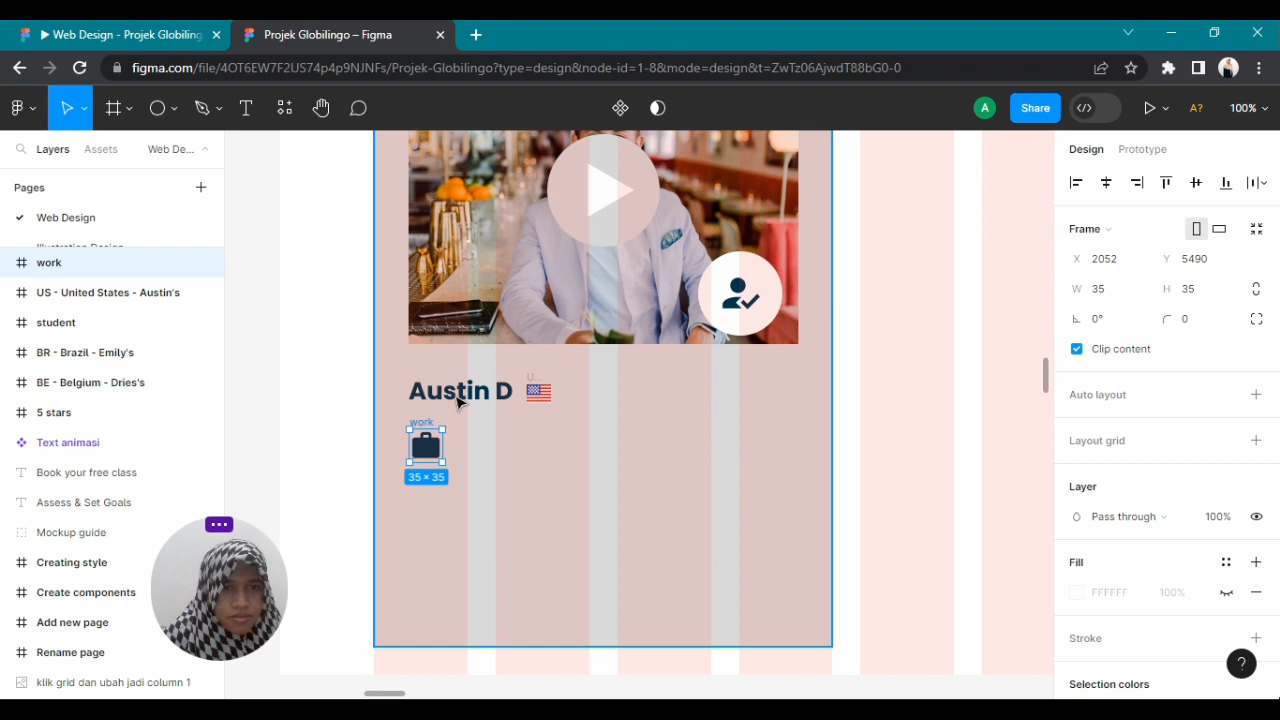 ▶ Web Design - Projek Globiling
Projek Globilingo – Figma
figma.com/file/4OT6EW7F2US74p4p9NJNFs/Projek-Globilingo?type=design&node-id=1-8&mode=design&t=ZwTz06AjwdT88bG0-0
A
Share
A?
100%
Layers
Assets
Web De...
Pages
Web Design
Illustration Design
work
US - United States - Austin's
student
BR - Brazil - Emily's
BE - Belgium - Dries's
5 stars
Text animasi
Book your free class
Assess & Set Goals
Mockup guide
Creating style
Create components
Add new page
Rename page
klik grid dan ubah jadi column 1
U...
Austin D
work
35 × 35
Design
Prototype
Frame
X 2052
Y 5490
W 35
H 35
0°
0
Clip content
Auto layout
Layout grid
Layer
Pass through
100%
Fill
FFFFFF
100%
Stroke
?
Selection colors